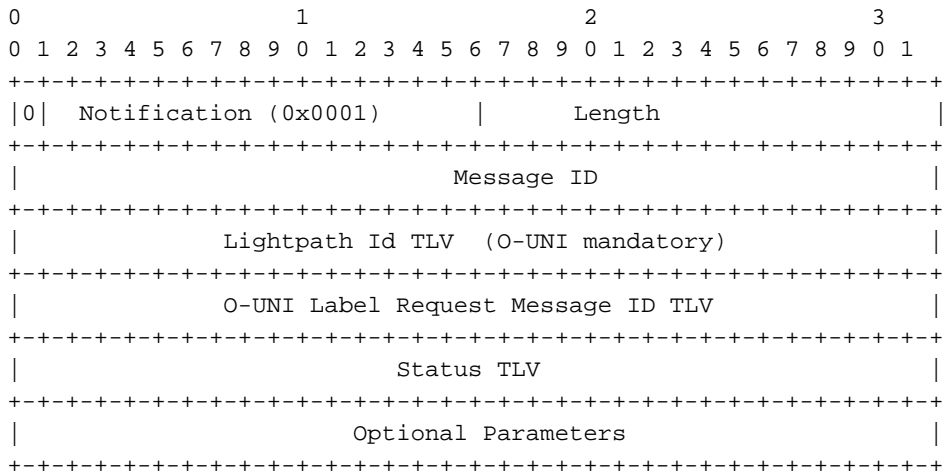 0                   1                   2                   3
0 1 2 3 4 5 6 7 8 9 0 1 2 3 4 5 6 7 8 9 0 1 2 3 4 5 6 7 8 9 0 1
+-+-+-+-+-+-+-+-+-+-+-+-+-+-+-+-+-+-+-+-+-+-+-+-+-+-+-+-+-+-+-+-+
|0|  Notification (0x0001)      |      Length                   |
+-+-+-+-+-+-+-+-+-+-+-+-+-+-+-+-+-+-+-+-+-+-+-+-+-+-+-+-+-+-+-+-+
|                              Message ID                       |
+-+-+-+-+-+-+-+-+-+-+-+-+-+-+-+-+-+-+-+-+-+-+-+-+-+-+-+-+-+-+-+-+
|              Lightpath Id TLV  (O-UNI mandatory)              |
+-+-+-+-+-+-+-+-+-+-+-+-+-+-+-+-+-+-+-+-+-+-+-+-+-+-+-+-+-+-+-+-+
|              O-UNI Label Request Message ID TLV               |
+-+-+-+-+-+-+-+-+-+-+-+-+-+-+-+-+-+-+-+-+-+-+-+-+-+-+-+-+-+-+-+-+
|                          Status TLV                           |
+-+-+-+-+-+-+-+-+-+-+-+-+-+-+-+-+-+-+-+-+-+-+-+-+-+-+-+-+-+-+-+-+
|                       Optional Parameters                     |
+-+-+-+-+-+-+-+-+-+-+-+-+-+-+-+-+-+-+-+-+-+-+-+-+-+-+-+-+-+-+-+-+